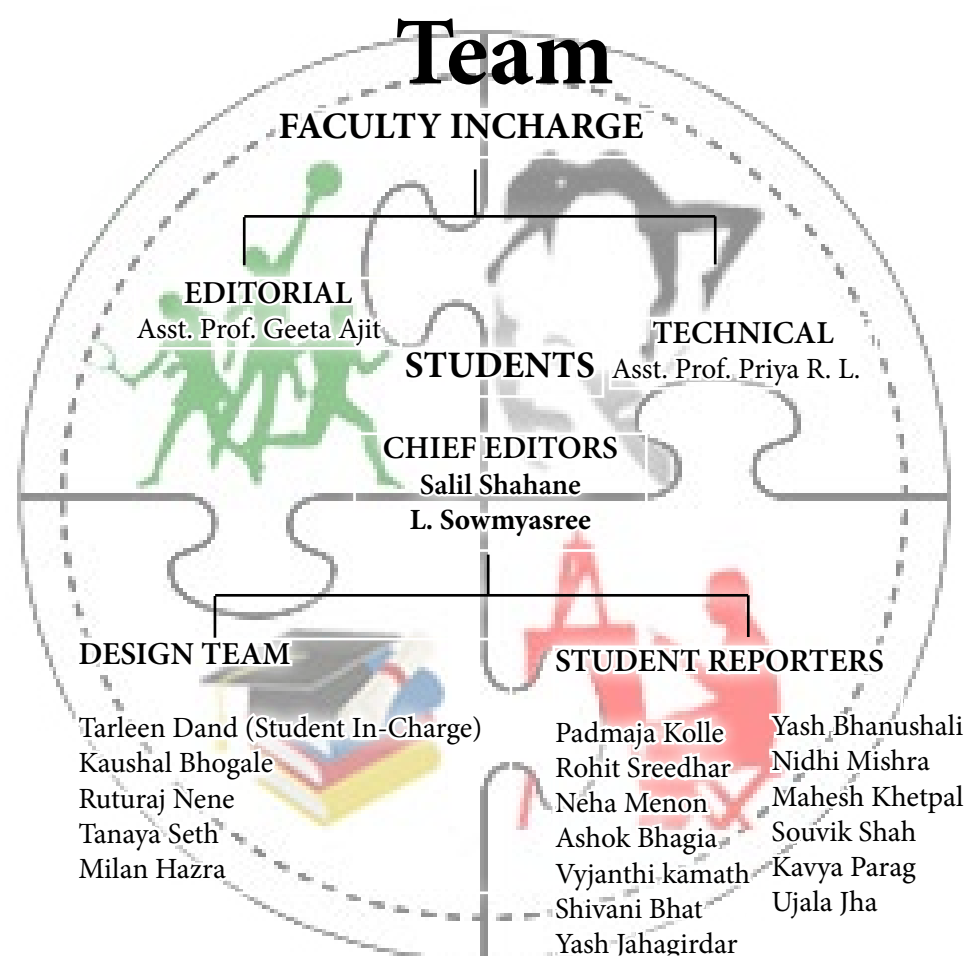 Team
FACULTY INCHARGE
EDITORIAL
Asst. Prof. Geeta Ajit
TECHNICAL
Asst. Prof. Priya R. L.
STUDENTS
CHIEF EDITORS
Salil Shahane
L. Sowmyasree
DESIGN TEAM
Tarleen Dand (Student In-Charge)
Kaushal Bhogale
Ruturaj Nene
Tanaya Seth
Milan Hazra
STUDENT REPORTERS
Padmaja Kolle
Rohit Sreedhar
Neha Menon
Ashok Bhagia
Vyjanthi kamath
Shivani Bhat
Yash Jahagirdar
Yash Bhanushali
Nidhi Mishra
Mahesh Khetpal
Souvik Shah
Kavya Parag
Ujala Jha